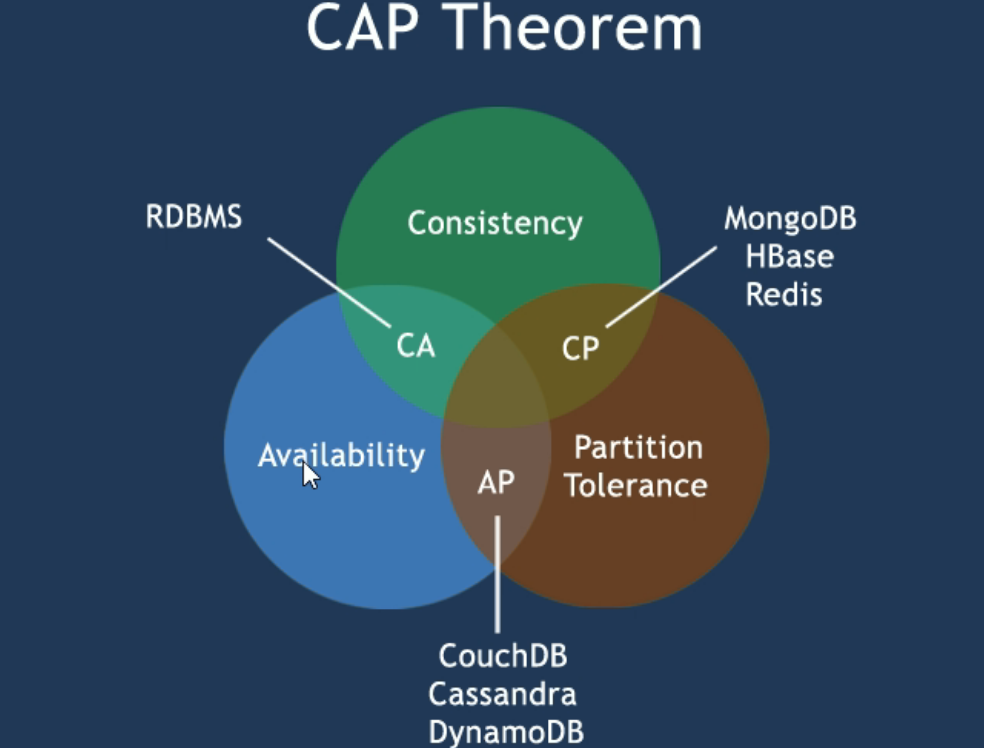 CAP Theorem
Consistency
RDBMS
MongoDB
HBase
Redis
CA
CP
Availability
Partition
Tolerance
AP
CouchDB
Cassandra
DynamoDB